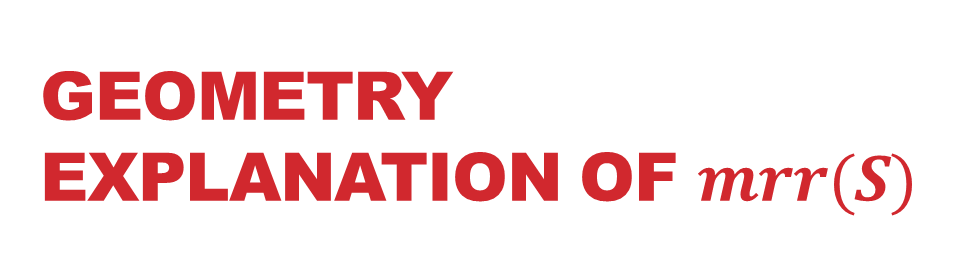 GEOMETRY
EXPLANATION OF mrr(S)